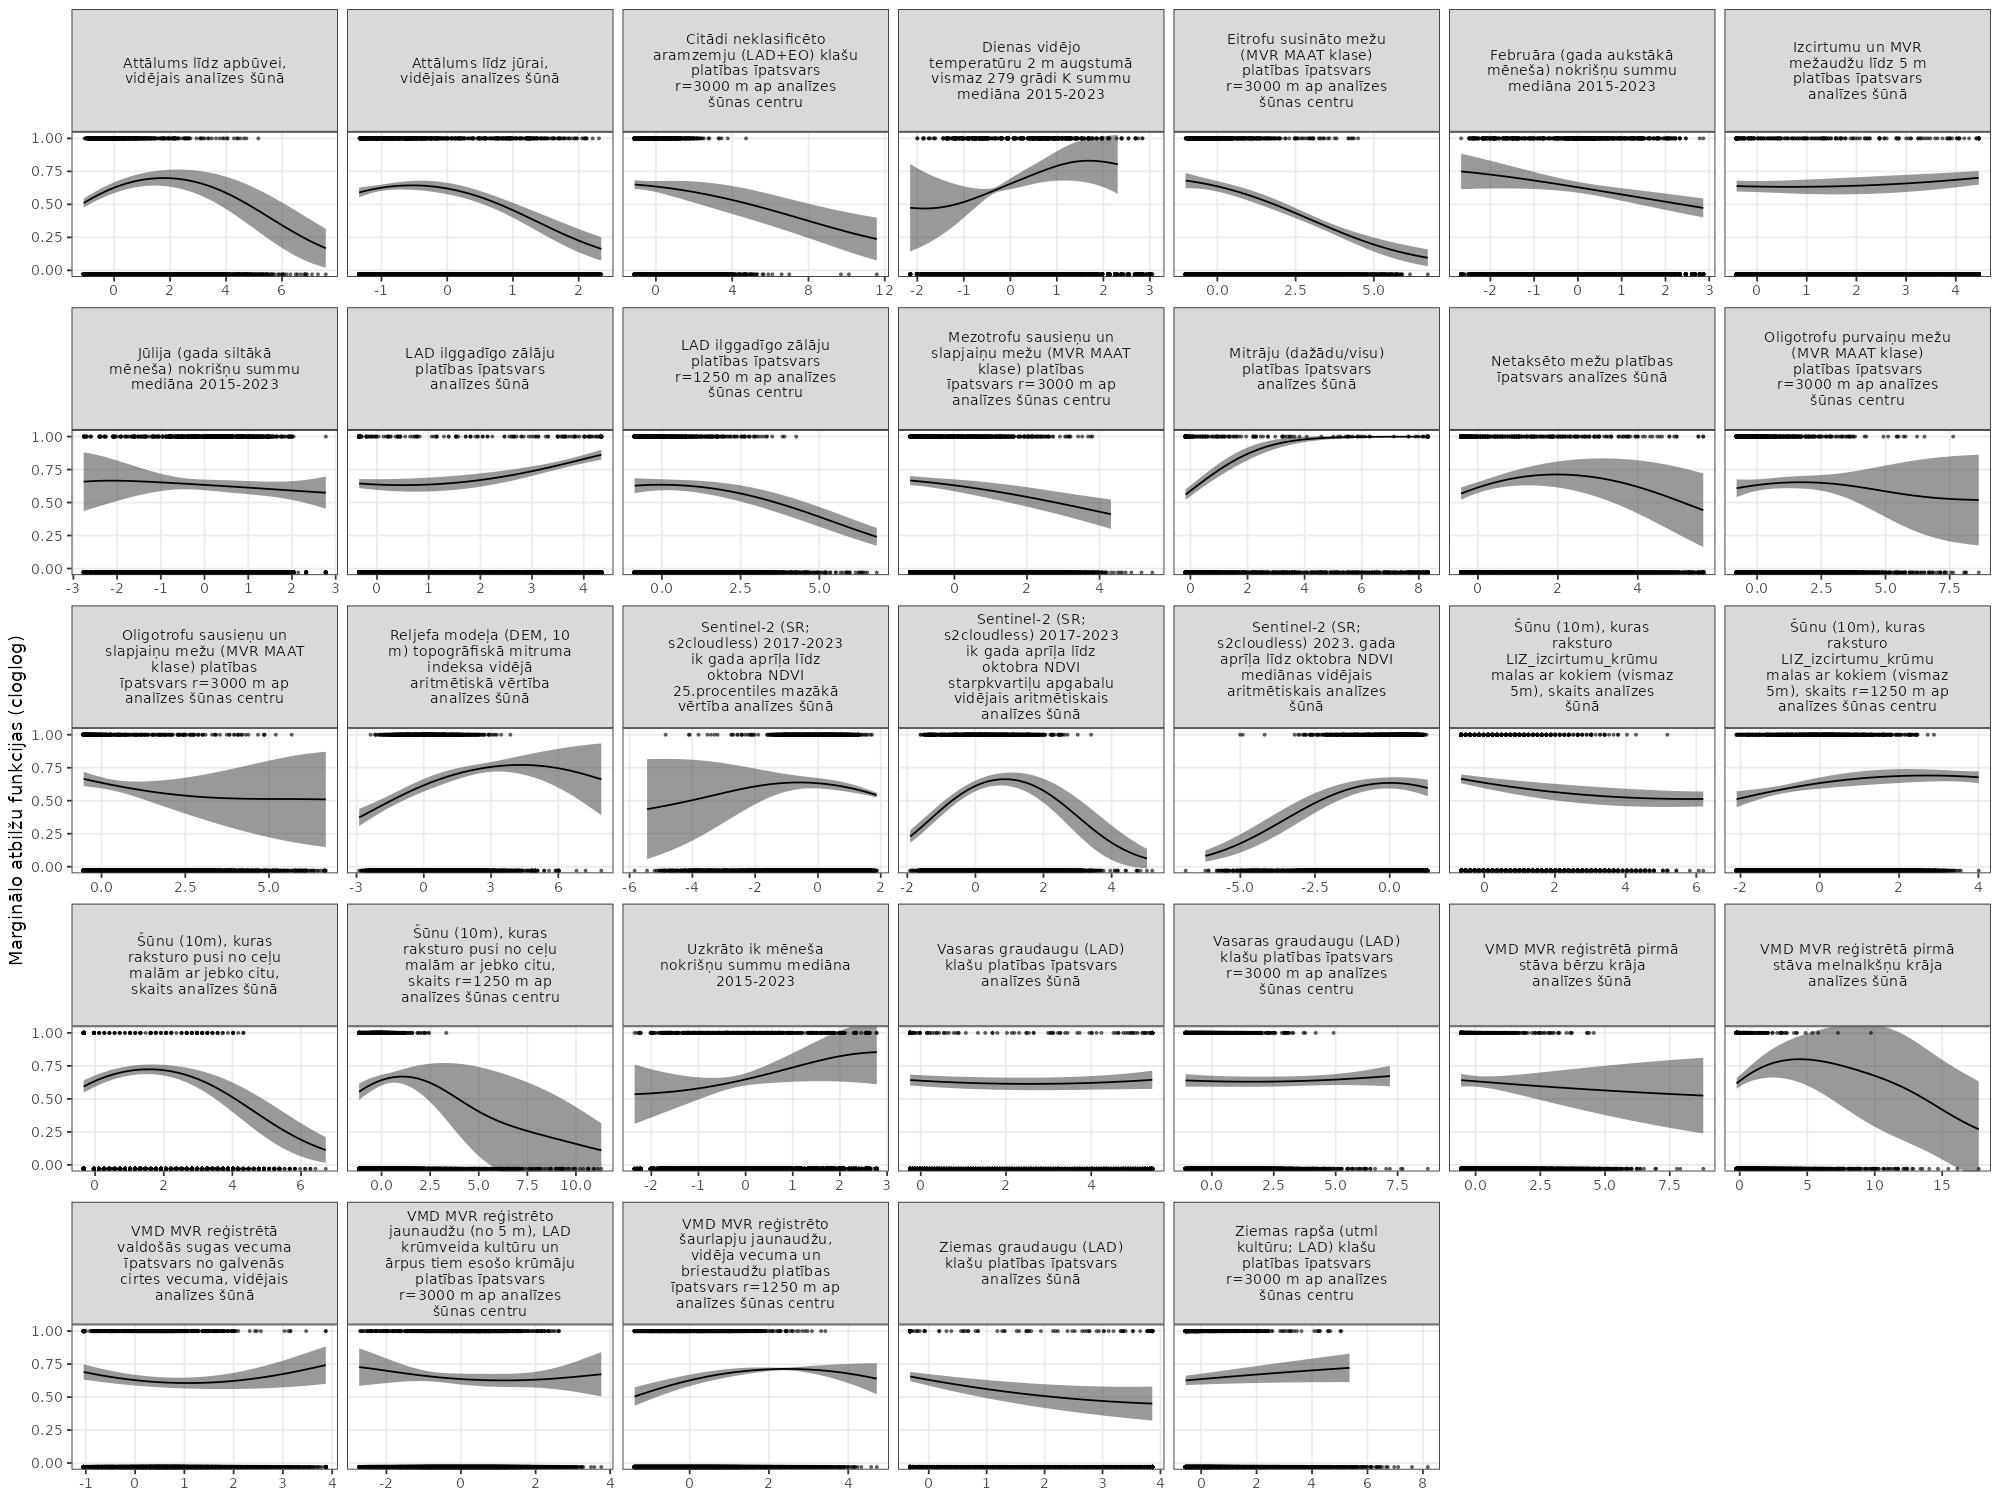 Marginālo atbilžu funkcijas (cloglog)
Attālums līdz apbūvei,
vidējais analīzes šūnā
Attālums līdz jūrai,
vidējais analīzes šūnā
Citādi neklasificēto
aramzemju (LAD+EO) klašu
platības īpatsvars
r=3000 m ap analīzes
šūnas centru
Dienas vidējo
temperatūru 2 m augstumā
vismaz 279 grādi K summu
mediāna 2015-2023
Eitrofu susināto mežu
(MVR MAAT klase)
platības īpatsvars
r=3000 m ap analīzes
šūnas centru
Februāra (gada aukstākā
mēneša) nokrišņu summu
mediāna 2015-2023
Izcirtumu un MVR
mežaudžu līdz 5 m
platības īpatsvars
analīzes šūnā
1.00
0.75
0.50
0.25
0.00
0 2 4 6
-1 0 1 2
0 4 8 12
-2 -1 0 1 2 3
0.0 2.5 5.0
-2 -1 0 1 2 3
0 1 2 3 4
Jūlija (gada siltākā
mēneša) nokrišņu summu
mediāna 2015-2023
LAD ilggadīgo zālāju
platības īpatsvars
analīzes šūnā
LAD ilggadīgo zālāju
platības īpatsvars
r=1250 m ap analīzes
šūnas centru
Mezotrofu sausieņu un
slapjaiņu mežu (MVR MAAT
klase) platības
īpatsvars r=3000 m ap
analīzes šūnas centru
Mitrāju (dažādu/visu)
platības īpatsvars
analīzes šūnā
Netaksēto mežu platības
īpatsvars analīzes šūnā
Oligotrofu purvaiņu mežu
(MVR MAAT klase)
platības īpatsvars
r=3000 m ap analīzes
šūnas centru
1.00
0.75
0.50
0.25
0.00
-3 -2 -1 0 1 2 3
0 1 2 3 4
0.0 2.5 5.0
0 2 4
0 2 4 6 8
0 2 4
0.0 2.5 5.0 7.5
Oligotrofu sausieņu un
slapjaiņu mežu (MVR MAAT
klase) platības
īpatsvars r=3000 m ap
analīzes šūnas centru
Reljefa modeļa (DEM, 10
m) topogrāfiskā mitruma
indeksa vidējā
aritmētiskā vērtība
analīzes šūnā
Sentinel-2 (SR;
s2cloudless) 2017-2023
ik gada aprīļa līdz
oktobra NDVI
25.procentiles mazākā
vērtība analīzes šūnā
Sentinel-2 (SR;
s2cloudless) 2017-2023
ik gada aprīļa līdz
oktobra NDVI
starpkvartiļu apgabalu
vidējais aritmētiskais
analīzes šūnā
Sentinel-2 (SR;
s2cloudless) 2023. gada
aprīļa līdz oktobra NDVI
mediānas vidējais
aritmētiskais analīzes
šūnā
Šūnu (10m), kuras
raksturo
LIZ_izcirtumu_krūmu
malas ar kokiem (vismaz
5m), skaits analīzes
šūnā
Šūnu (10m), kuras
raksturo
LIZ_izcirtumu_krūmu
malas ar kokiem (vismaz
5m), skaits r=1250 m ap
analīzes šūnas centru
1.00
0.75
0.50
0.25
0.00
0.0 2.5 5.0
-3 0 3 6
-6 -4 -2 0 2
-2 0 2 4
-5.0 -2.5 0.0
0 2 4 6
-2 0 2 4
Šūnu (10m), kuras
raksturo pusi no ceļu
malām ar jebko citu,
skaits analīzes šūnā
Šūnu (10m), kuras
raksturo pusi no ceļu
malām ar jebko citu,
skaits r=1250 m ap
analīzes šūnas centru
Uzkrāto ik mēneša
nokrišņu summu mediāna
2015-2023
Vasaras graudaugu (LAD)
klašu platības īpatsvars
analīzes šūnā
Vasaras graudaugu (LAD)
klašu platības īpatsvars
r=3000 m ap analīzes
šūnas centru
VMD MVR reģistrētā pirmā
stāva bērzu krāja
analīzes šūnā
VMD MVR reģistrētā pirmā
stāva melnalkšņu krāja
analīzes šūnā
1.00
0.75
0.50
0.25
0.00
0 2 4 6
0.0 2.5 5.0 7.5 10.0
-2 -1 0 1 2 3
0 2 4
0.0 2.5 5.0 7.5
0.0 2.5 5.0 7.5
0 5 10 15
VMD MVR reģistrētā
valdošās sugas vecuma
īpatsvars no galvenās
cirtes vecuma, vidējais
analīzes šūnā
VMD MVR reģistrēto
jaunaudžu (no 5 m), LAD
krūmveida kultūru un
ārpus tiem esošo krūmāju
platības īpatsvars
r=3000 m ap analīzes
šūnas centru
VMD MVR reģistrēto
šaurlapju jaunaudžu,
vidēja vecuma un
briestaudžu platības
īpatsvars r=1250 m ap
analīzes šūnas centru
Ziemas graudaugu (LAD)
klašu platības īpatsvars
analīzes šūnā
Ziemas rapša (utml
kultūru; LAD) klašu
platības īpatsvars
r=3000 m ap analīzes
šūnas centru
1.00
0.75
0.50
0.25
0.00
-1 0 1 2 3 4
-2 0 2 4
0 2 4
0 1 2 3 4
0 2 4 6 8